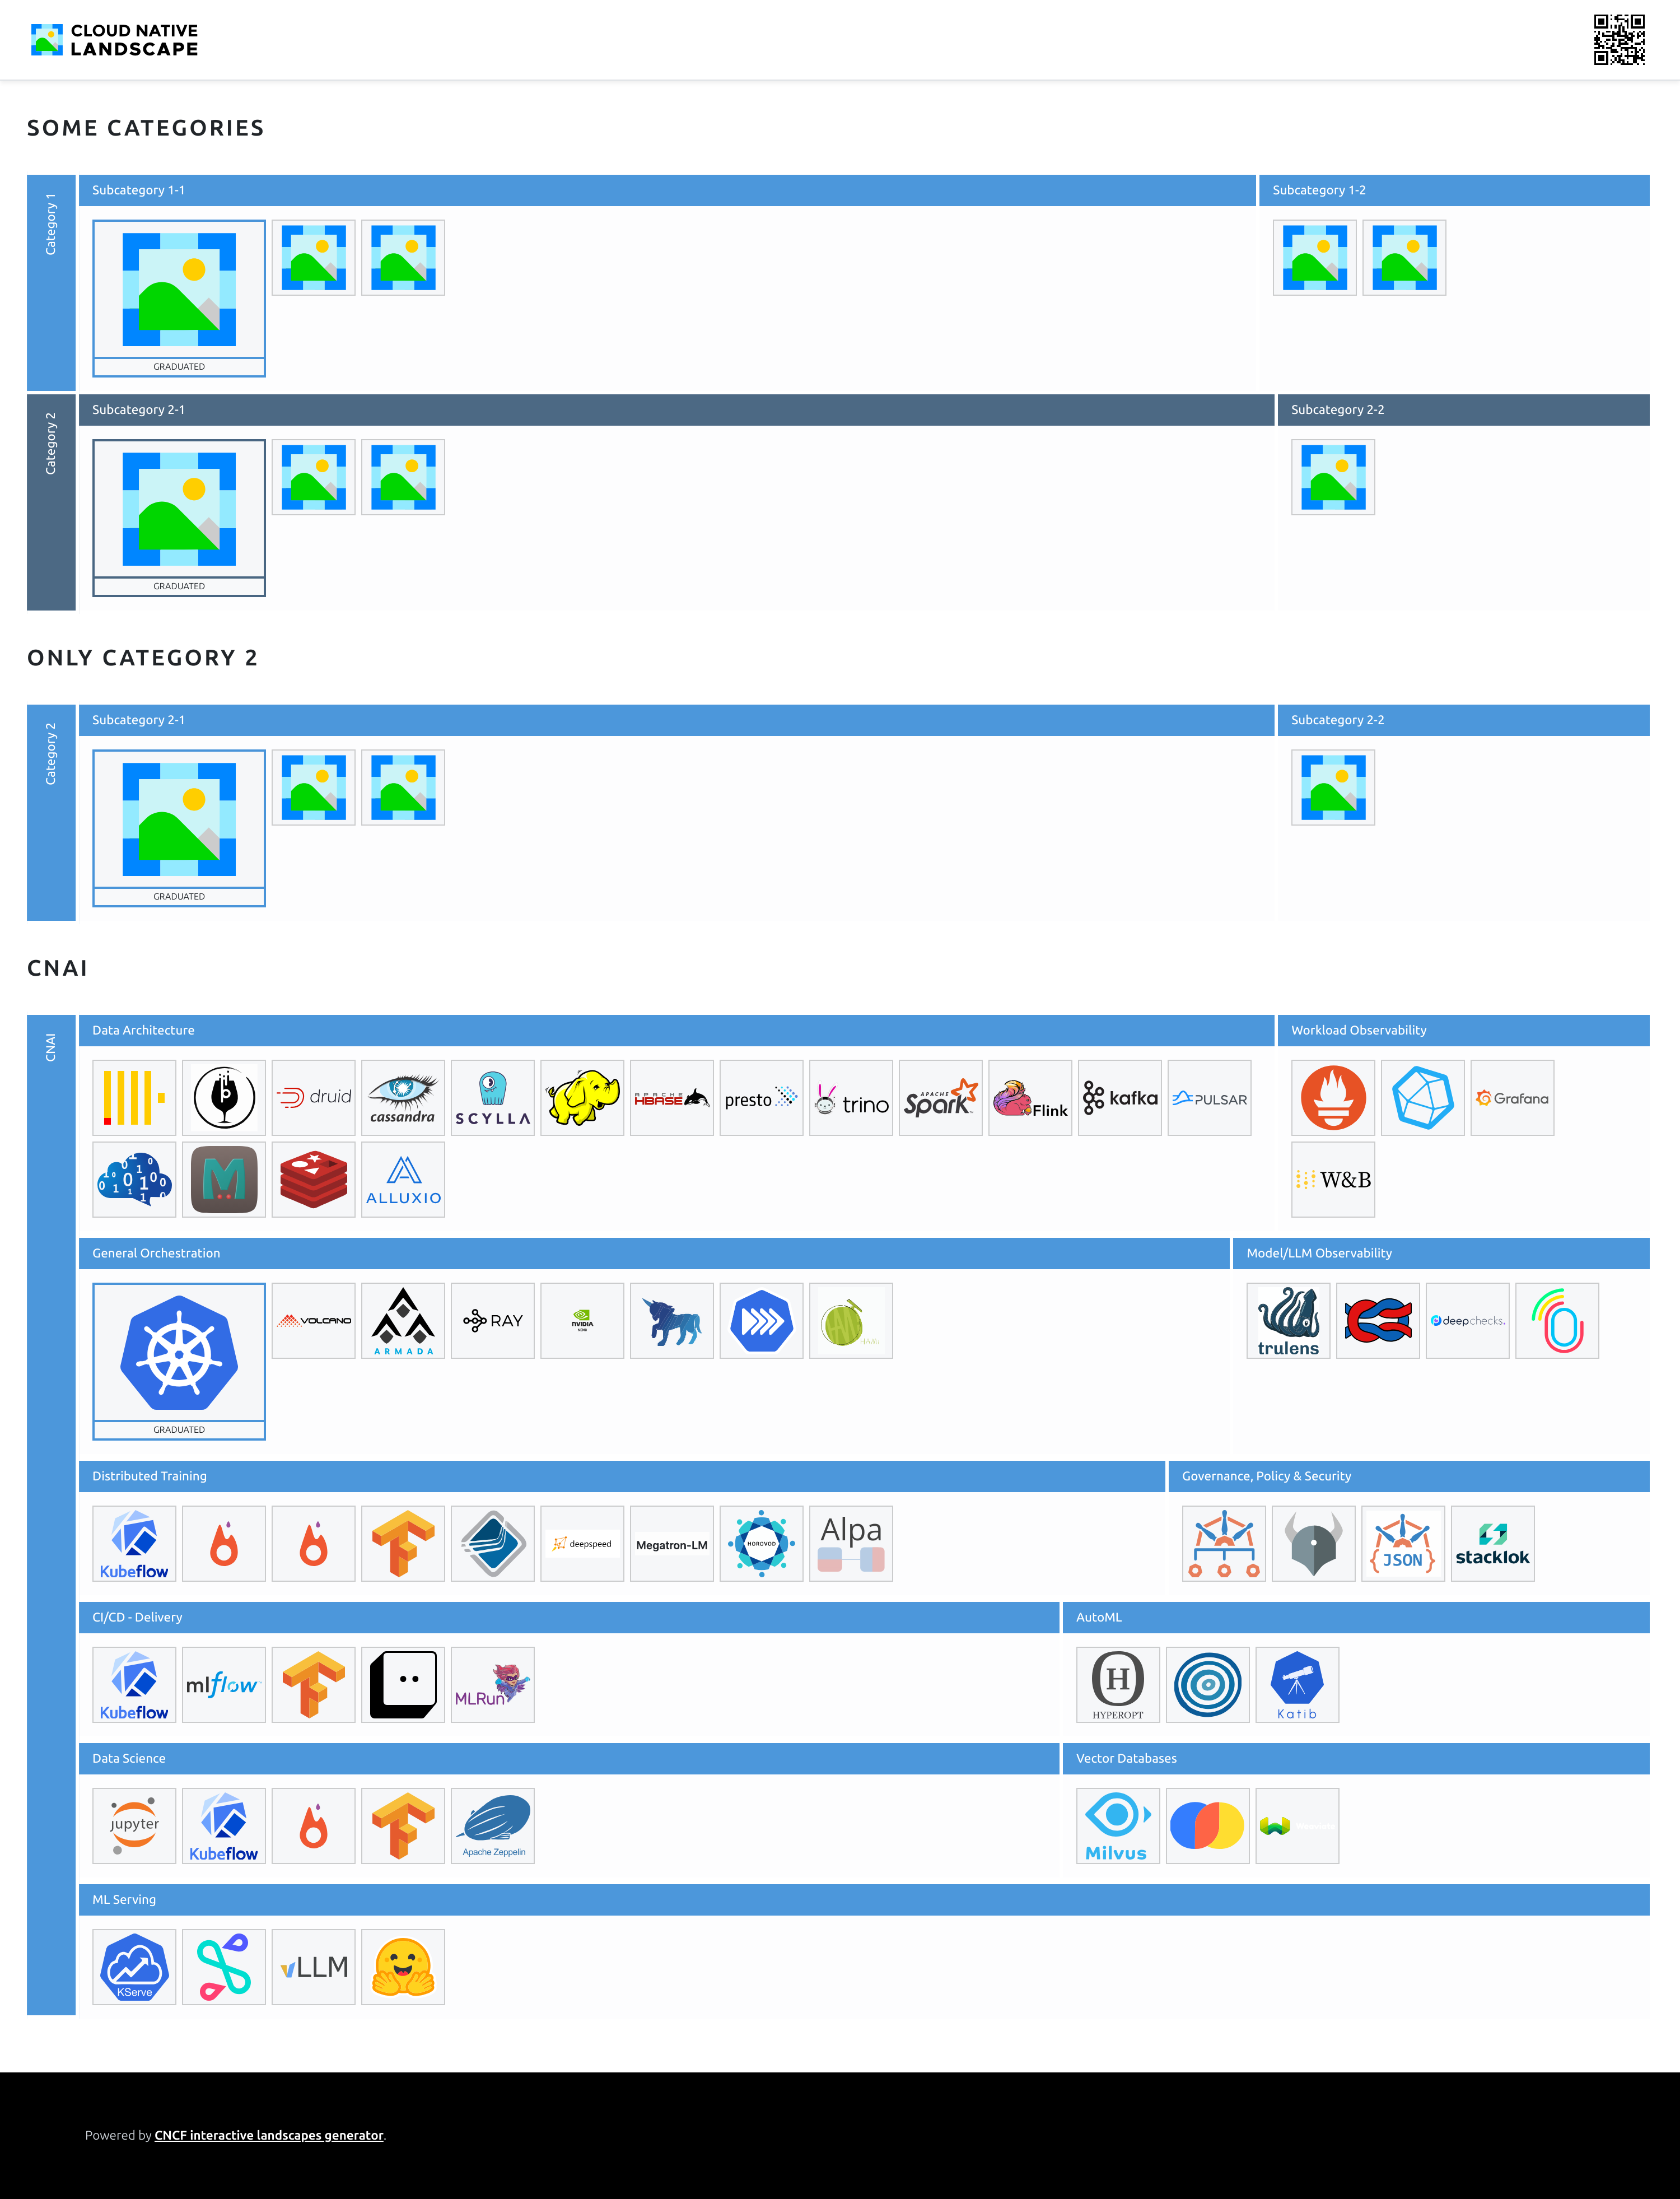 CLOUD NATIVE
LANDSCAPE
SOME CATEGORIES
Category 1
Subcategory 1-1
Subcategory 1-2
GRADUATED
Category 2
Subcategory 2-1
Subcategory 2-2
GRADUATED
ONLY CATEGORY 2
Category 2
Subcategory 2-1
Subcategory 2-2
GRADUATED
CNAI
CNAI
Data Architecture
Workload Observability
druid
cassandra
SCYLLA
APACHE
HBASE
presto
trino
APACHE
Spark
Flink
kafka
PULSAR
Grafana
ALLUXIO
W&B
General Orchestration
Model/LLM Observability
VOLCANO
ARMADA
RAY
NVIDIA
trulens
deepchecks.
GRADUATED
Distributed Training
Governance, Policy & Security
Kubeflow
deepspeed
Megatron-LM
HOROVOD
Alpa
{JSON}
stacklok
CI/CD - Delivery
AutoML
Kubeflow
mlflow
MLRun
H
HYPEROPT
Katib
Data Science
Vector Databases
jupyter
Kubeflow
Apache Zeppelin
Milvus
ML Serving
KServe
vLLM
Powered by CNCF interactive landscapes generator.